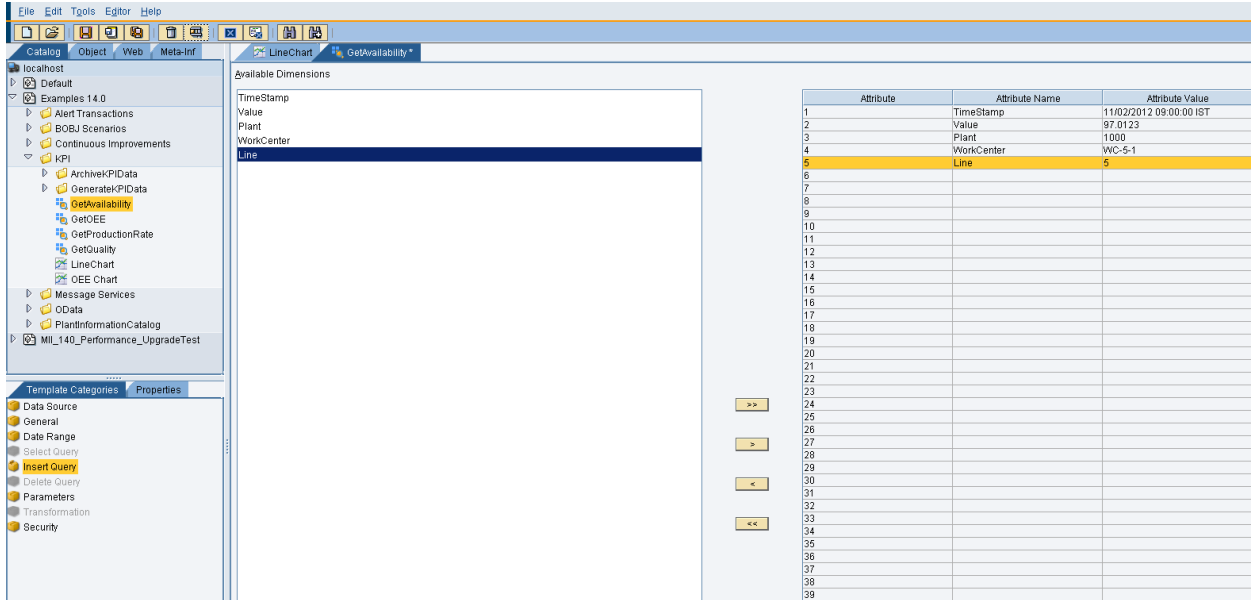 File Edit Tools Editor Help
Catalog Object Web Meta-Inf
localhost
Default
Examples 14.0
Alert Transactions
BOBJ Scenarios
Continuous Improvements
KPI
ArchiveKPIData
GenerateKPIData
GetAvailability
GetOEE
GetProductionRate
GetQuality
LineChart
OEE Chart
Message Services
OData
PlantInformationCatalog
MII_140_Performance_UpgradeTest
Template Categories Properties
Data Source
General
Date Range
Select Query
Insert Query
Delete Query
Parameters
Transformation
Security
LineChart GetAvailability *
Available Dimensions
TimeStamp
Value
Plant
WorkCenter
Line
>>
>
<
<<
Attribute Attribute Name Attribute Value
1 TimeStamp 11/02/2012 09:00:00 IST
2 Value 97.0123
3 Plant 1000
4 WorkCenter WC-5-1
5 Line 5
6
7
8
9
10
11
12
13
14
15
16
17
18
19
20
21
22
23
24
25
26
27
28
29
30
31
32
33
34
35
36
37
38
39